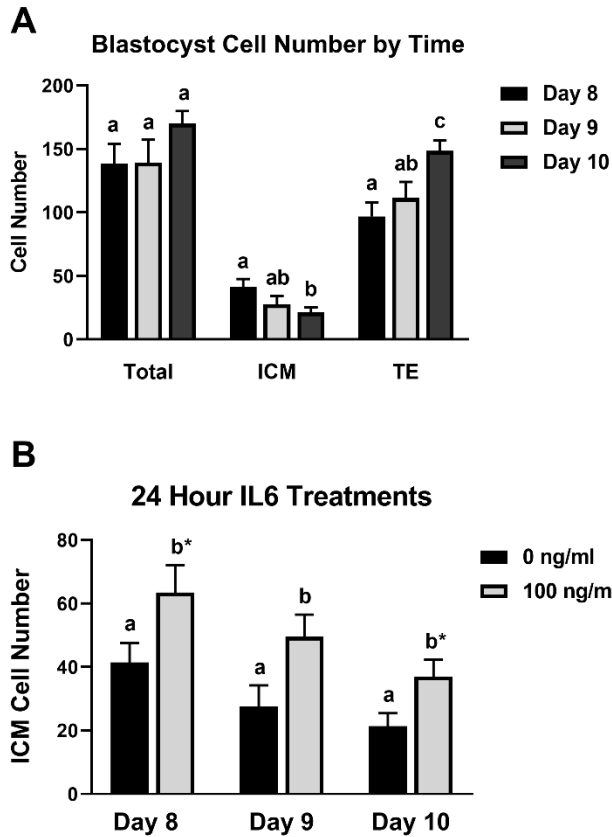 A
Blastocyst Cell Number by Time
Cell Number
200
150
100
50
0
a a a
a ab b
a ab c
Total ICM TE
Day 8
Day 9
Day 10
B
24 Hour IL6 Treatments
ICM Cell Number
80
60
40
20
0
a b*
a b
a b*
Day 8 Day 9 Day 10
0 ng/ml
100 ng/m